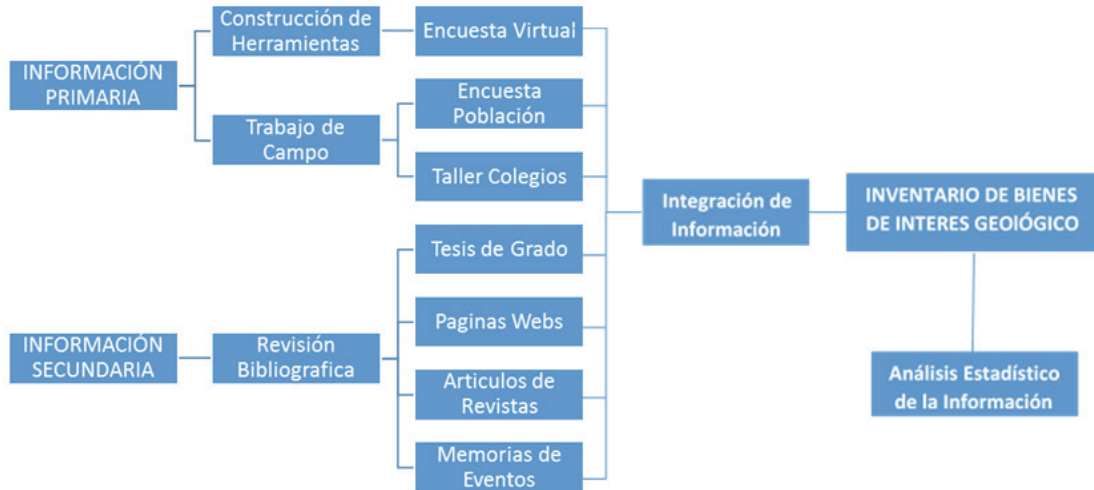 INFORMACIÓN
PRIMARIA
Construcción de
Herramientas
Encuesta Virtual
Trabajo de
Campo
Encuesta
Población
Taller Colegios
INFORMACIÓN
SECUNDARIA
Revisión
Bibliografica
Tesis de Grado
Paginas Webs
Articulos de
Revistas
Memorias de
Eventos
Integración de
Información
INVENTARIO DE BIENES
DE INTERES GEOlÓGICO
Análisis Estadístico
de la Información